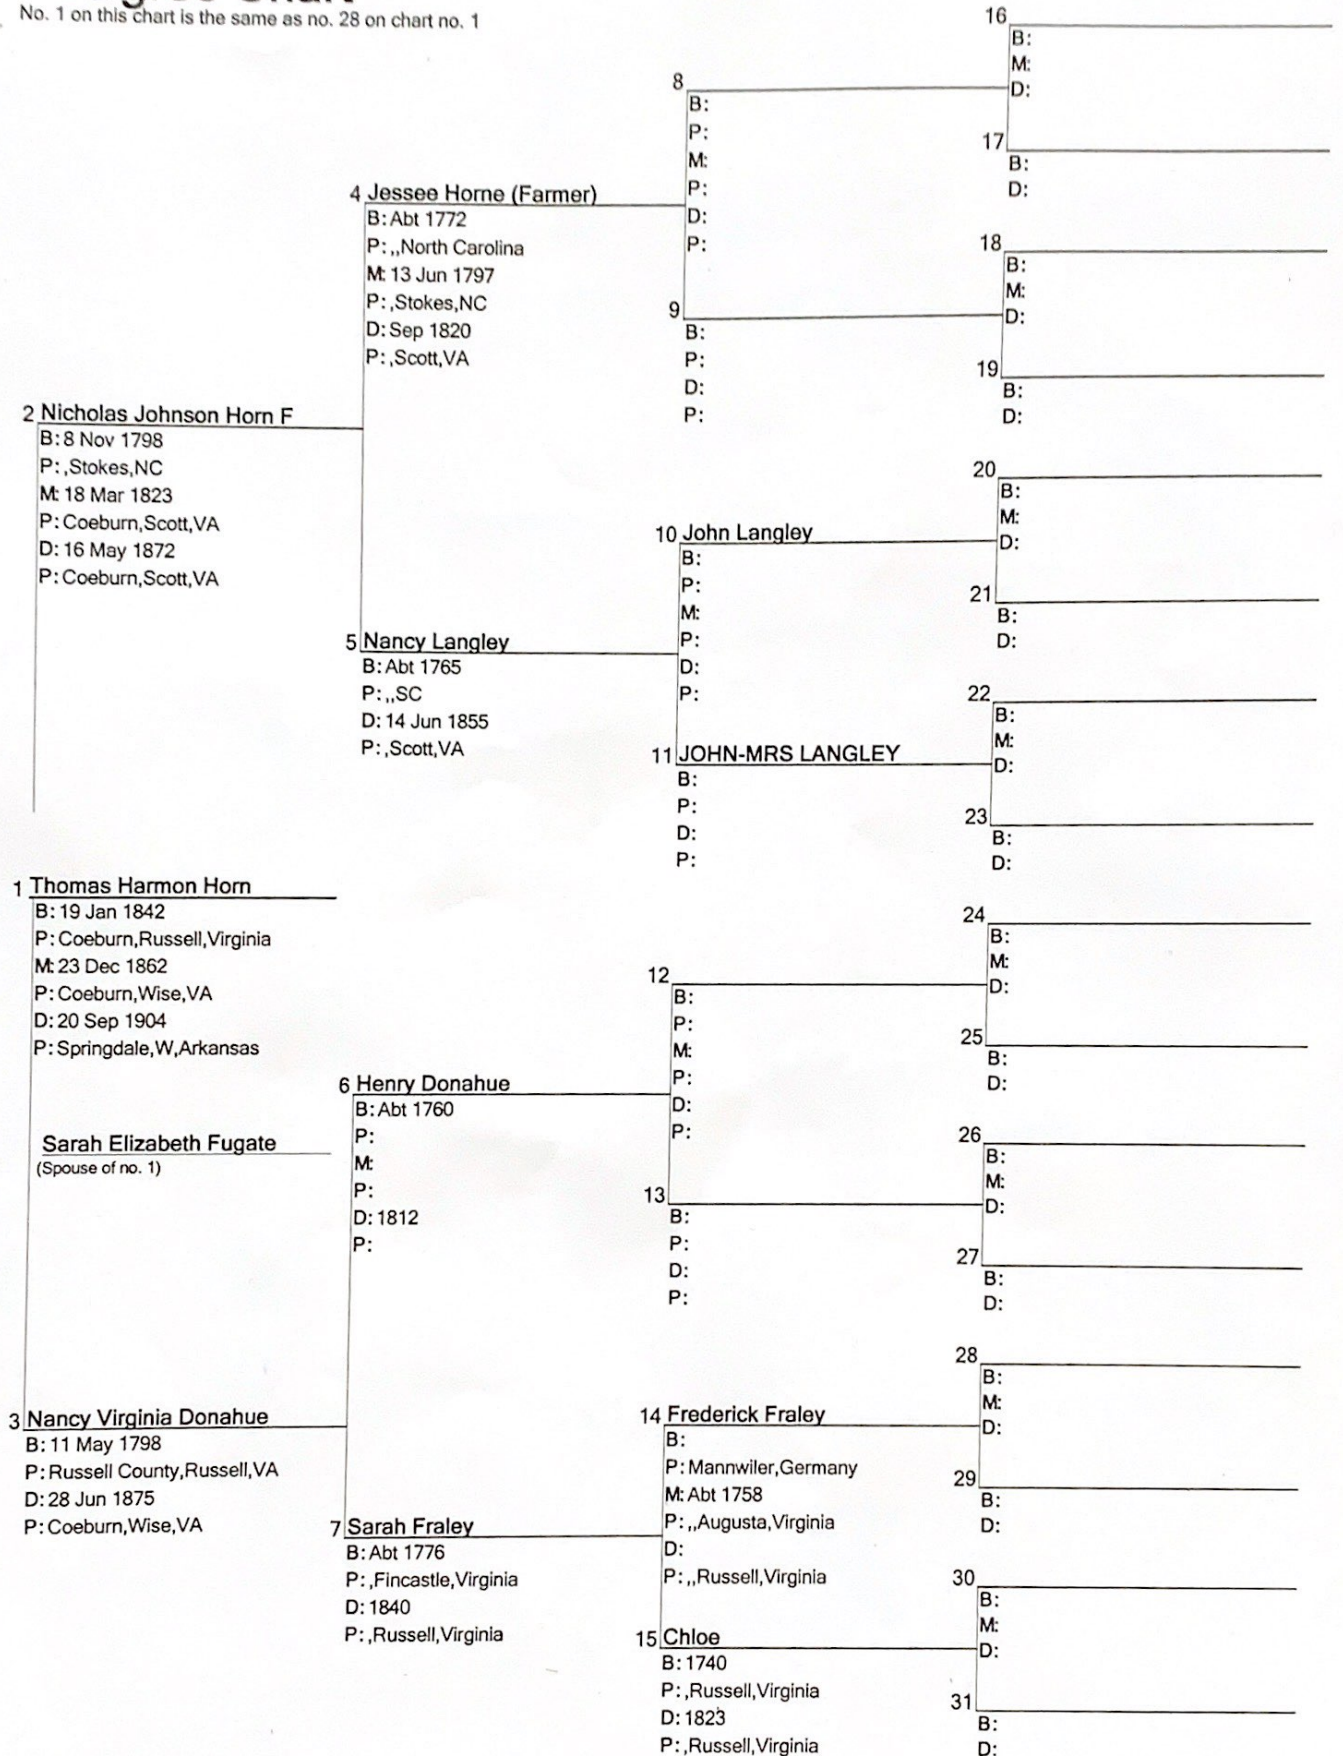 Chart
No. 1 on this chart is the same as no. 28 on chart no. 1
16
B:
M:
D:
17
B:
D:
8
B:
P:
M:
P:
D:
P:
4 Jessee Horne (Farmer)
B: Abt 1772
P: ,,North Carolina
M: 13 Jun 1797
P: ,Stokes,NC
D: Sep 1820
P: ,Scott,VA
18
B:
M:
D:
9
B:
P:
D:
P:
19
B:
D:
2 Nicholas Johnson Horn F
B: 8 Nov 1798
P: ,Stokes,NC
M: 18 Mar 1823
P: Coeburn,Scott,VA
D: 16 May 1872
P: Coeburn,Scott,VA
20
B:
M:
D:
10 John Langley
B:
P:
M:
P:
D:
P:
21
B:
D:
5 Nancy Langley
B: Abt 1765
P: ,,SC
D: 14 Jun 1855
P: ,Scott,VA
22
B:
M:
D:
11 JOHN-MRS LANGLEY
B:
P:
D:
P:
23
B:
D:
1 Thomas Harmon Horn
B: 19 Jan 1842
P: Coeburn,Russell,Virginia
M: 23 Dec 1862
P: Coeburn,Wise,VA
D: 20 Sep 1904
P: Springdale,W,Arkansas
Sarah Elizabeth Fugate
(Spouse of no. 1)
24
B:
M:
D:
12
B:
P:
M:
P:
D:
P:
25
B:
D:
6 Henry Donahue
B: Abt 1760
P:
M:
P:
D: 1812
P:
26
B:
M:
D:
13
B:
P:
D:
P:
27
B:
D:
3 Nancy Virginia Donahue
B: 11 May 1798
P: Russell County,Russell,VA
D: 28 Jun 1875
P: Coeburn,Wise,VA
28
B:
M:
D:
14 Frederick Fraley
B:
P: Mannwiler,Germany
M: Abt 1758
P: ,,Augusta,Virginia
D:
P: ,,Russell,Virginia
29
B:
D:
7 Sarah Fraley
B: Abt 1776
P: ,Fincastle,Virginia
D: 1840
P: ,Russell,Virginia
30
B:
M:
D:
15 Chloe
B: 1740
P: ,Russell,Virginia
D: 1823
P: ,Russell,Virginia
31
B:
D: